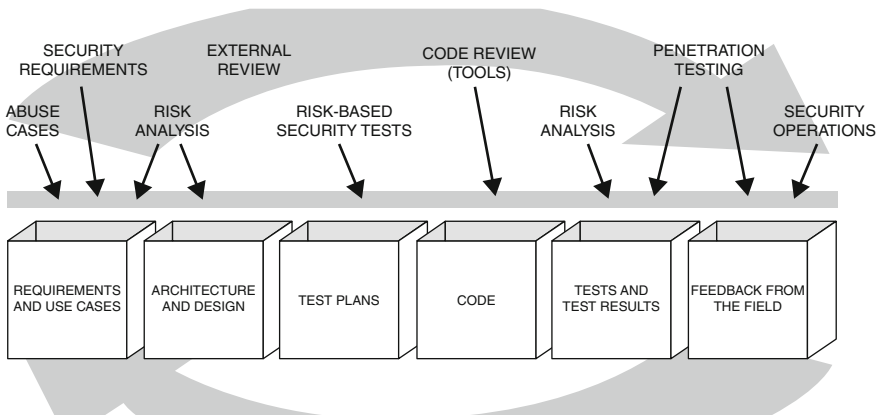 SECURITY
REQUIREMENTS
EXTERNAL
REVIEW
CODE REVIEW
(TOOLS)
PENETRATION
TESTING
ABUSE
CASES
RISK
ANALYSIS
RISK-BASED
SECURITY TESTS
RISK
ANALYSIS
SECURITY
OPERATIONS
REQUIREMENTS
AND USE CASES
ARCHITECTURE
AND DESIGN
TEST PLANS
CODE
TESTS AND
TEST RESULTS
FEEDBACK FROM
THE FIELD